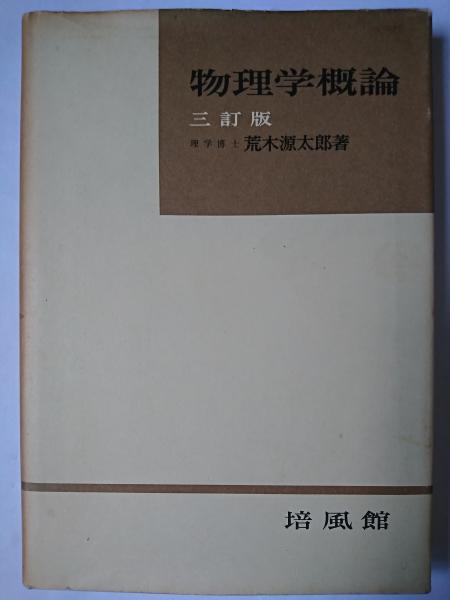 物理学概論
三訂版
理学博士 荒木源太郎著
培風館